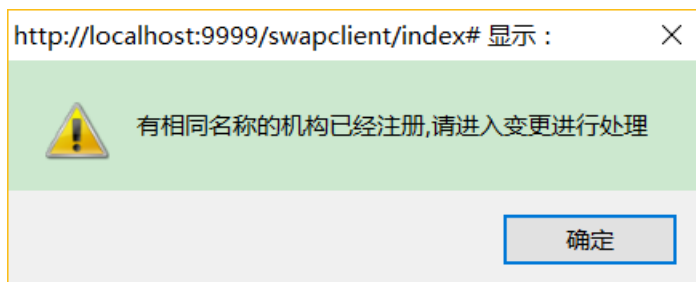 http://localhost:9999/swapclient/index# 显示：
有相同名称的机构已经注册,请进入变更进行处理
确定